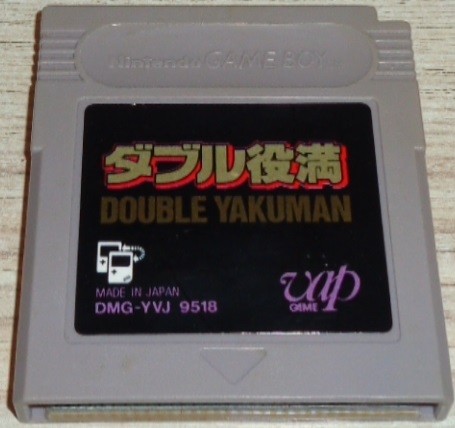 Nintendo GAME BOY
ダブル役満
DOUBLE YAKUMAN
MADE IN JAPAN
DMG-YVJ 9518
vap
GAME